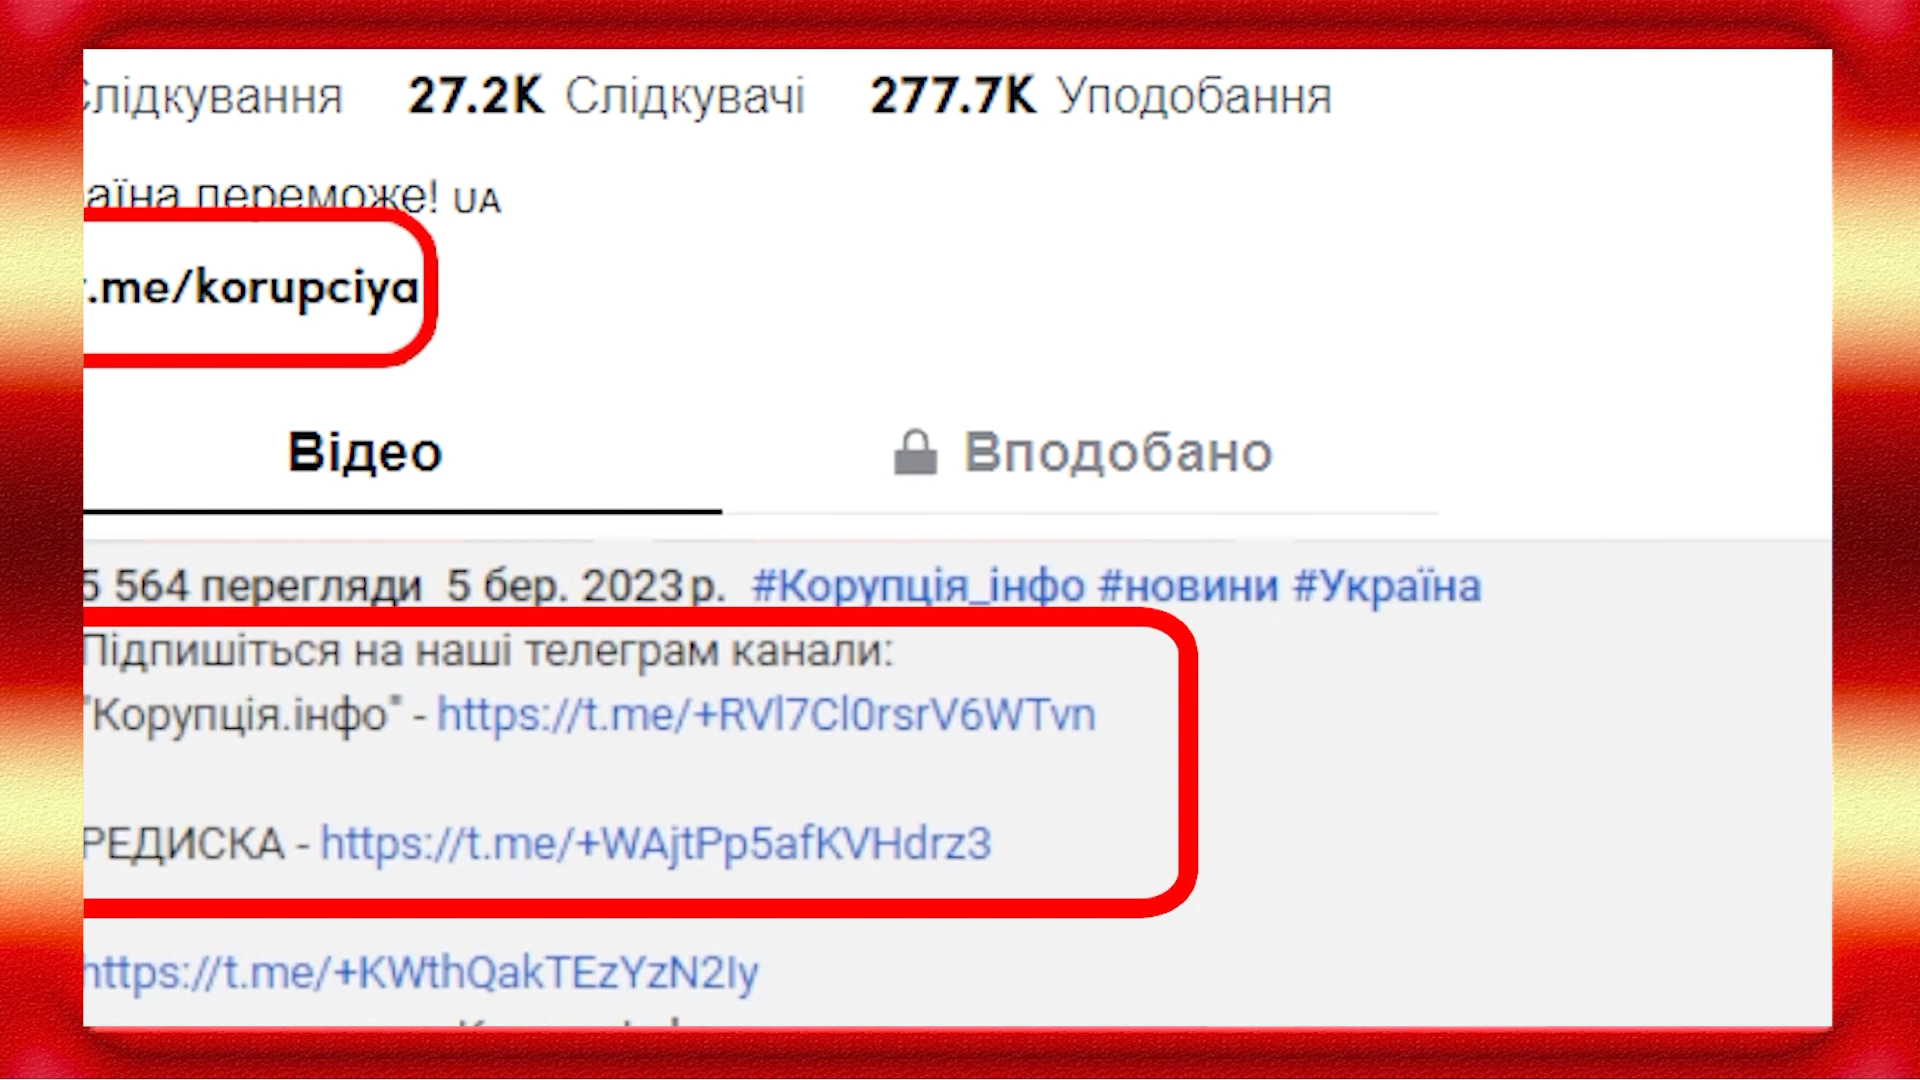 Слідкування 27.2K Слідкувачі 277.7K Уподобання
аїна переможе! UA
.me/korupciya
Відео Вподобано
5 564 перегляди 5 бер. 2023 р. #Корупція_інфо #новини #Україна
Підпишіться на наші телеграм канали:
"Корупція.інфо" - https://t.me/+RVl7Cl0rsrV6WTvn
РЕДИСКА - https://t.me/+WAjtPp5afKVHdrz3
https://t.me/+KWthQakTEzYzN2Iy